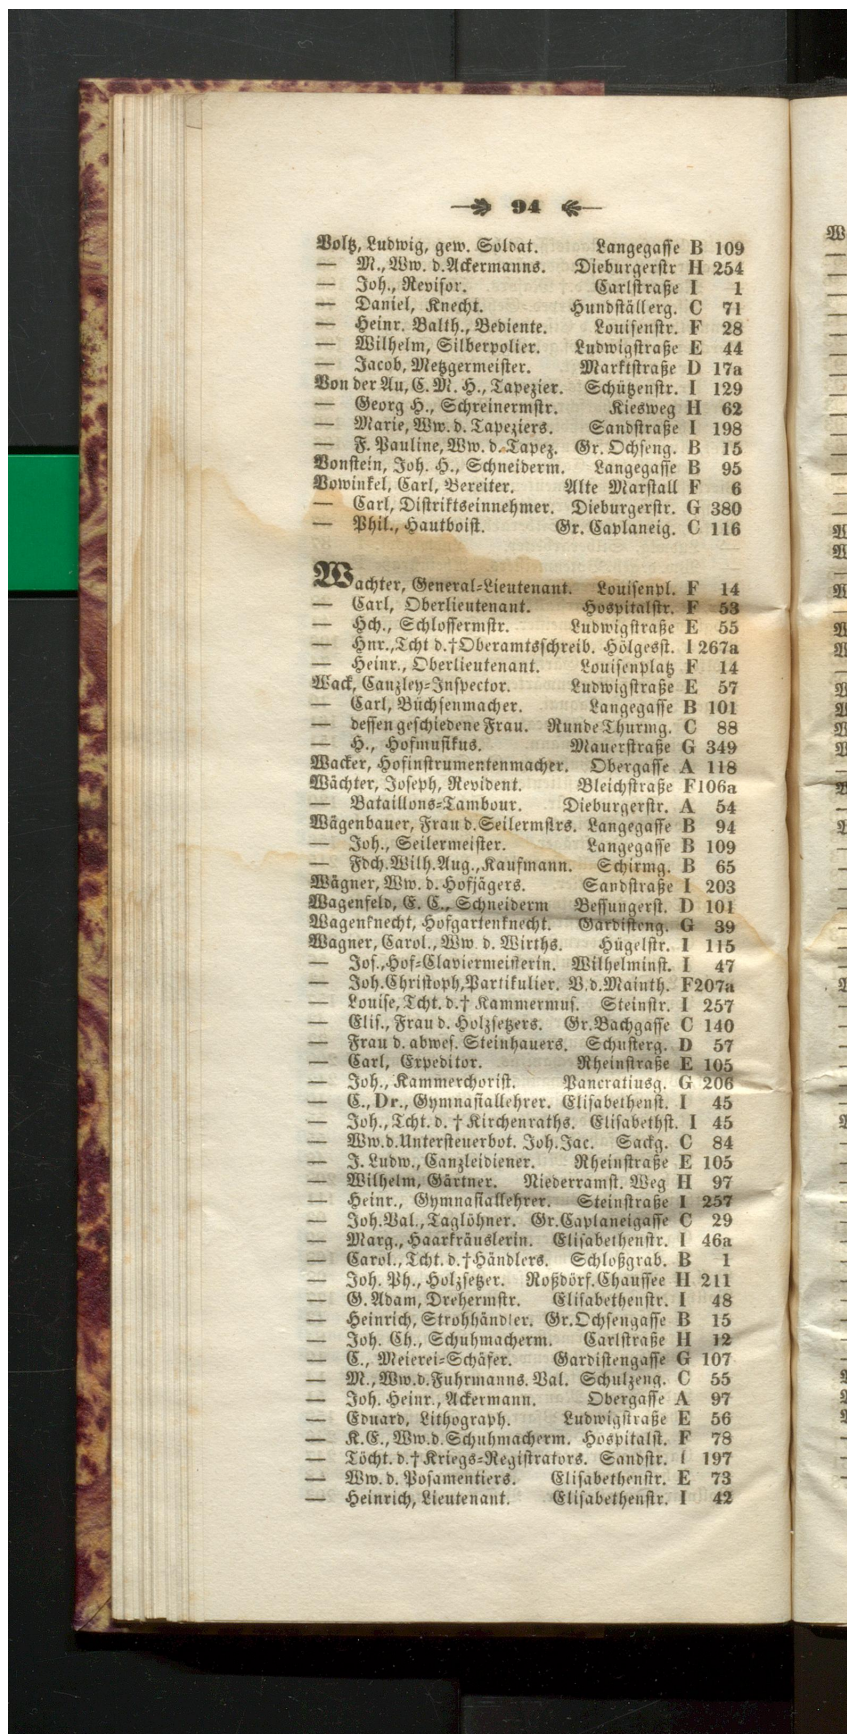 94
Voltz, Ludwig, gew. Soldat. Langegasse B 109
— M., Ww. d. Ackermanns. Dieburgerstr H 254
— Joh., Revisor. Carlstraße I 1
— Daniel, Knecht. Hundställerg. C 71
— Heinr. Balth., Bediente. Louisenstr. F 28
— Wilhelm, Silberpolier. Ludwigstraße E 44
— Jacob, Metzgermeister. Marktstraße D 17a
Von der Au, C. M. H., Tapezier. Schützenstr. I 129
— Georg H., Schreinermstr. Kiesweg H 62
— Marie, Ww. d. Tapeziers. Sandstraße I 198
— F. Pauline, Ww. d. Tapez. Gr. Ochseng. B 15
Vonstein, Joh. H., Schneiderm. Langegasse B 95
Vowinkel, Carl, Bereiter. Alte Marstall F 6
— Carl, Distriktseinnehmer. Dieburgerstr. G 380
— Phil., Hautboist. Gr. Caplaneig. C 116
Wachter, General-Lieutenant. Louisenpl. F 14
— Carl, Oberlieutenant. Hospitalstr. F 53
— Hch., Schlossermstr. Ludwigstraße E 55
— Hnr., Tcht d. † Oberamtsschreib. Hölgesst. I 267a
— Heinr., Oberlieutenant. Louisenplatz F 14
Wack, Canzley-Inspector. Ludwigstraße E 57
— Carl, Büchsenmacher. Langegasse B 101
— dessen geschiedene Frau. Runde Thurmg. C 88
— H., Hofmusikus. Mauerstraße G 349
Wacker, Hofinstrumentenmacher. Obergasse A 118
Wächter, Joseph, Revident. Bleichstraße F 106a
— Bataillons-Tambour. Dieburgerstr. A 54
Wägenbauer, Frau d. Seilermstrs. Langegasse B 94
— Joh., Seilermeister. Langegasse B 109
— Fdch. Wilh. Aug., Kaufmann. Schirmg. B 65
Wägner, Ww. d. Hofjägers. Sandstraße I 203
Wagenfeld, E. C., Schneiderm Bessungerst. D 101
Wagenknecht, Hofgartenknecht. Gardisteng. G 39
Wagner, Carol., Ww. d. Wirths. Hügelstr. I 115
— Jos., Hof-Claviermeisterin. Wilhelminst. I 47
— Joh. Christoph, Partikulier. V. d. Mainth. F 207a
— Louise, Tcht. d. † Kammermus. Steinstr. I 257
— Elis., Frau d. Holzsetzers. Gr. Bachgasse C 140
— Frau d. abwes. Steinhauers. Schusterg. D 57
— Carl, Expeditor. Rheinstraße E 105
— Joh., Kammerchorist. Pancratiusg. G 206
— C., Dr., Gymnasiallehrer. Elisabethenst. I 45
— Joh., Tcht. d. † Kirchenraths. Elisabethst. I 45
— Ww. d. Untersteuerbot. Joh. Jac. Sackg. C 84
— J. Ludw., Canzleidiener. Rheinstraße E 105
— Wilhelm, Gärtner. Niederramst. Weg H 97
— Heinr., Gymnasiallehrer. Steinstraße I 257
— Joh. Val., Taglöhner. Gr. Caplaneigasse C 29
— Marg., Haarkräuslerin. Elisabethenstr. I 46a
— Carol., Tcht. d. † Händlers. Schloßgrab. B 1
— Joh. Ph., Holzsetzer. Roßdörf. Chaussee H 211
— G. Adam, Drehermstr. Elisabethenstr. I 48
— Heinrich, Strohhändler. Gr. Ochsengasse B 15
— Joh. Ch., Schuhmacherm. Carlstraße H 12
— C., Meierei-Schäfer. Gardistengasse G 107
— M., Ww. d. Fuhrmanns. Val. Schulzeng. C 55
— Joh. Heinr., Ackermann. Obergasse A 97
— Eduard, Lithograph. Ludwigstraße E 56
— K. E., Ww. d. Schuhmacherm. Hospitalst. F 78
— Töcht. d. † Kriegs-Registrators. Sandstr. I 197
— Ww. d. Posamentiers. Elisabethenstr. E 73
— Heinrich, Lieutenant. Elisabethenstr. I 42